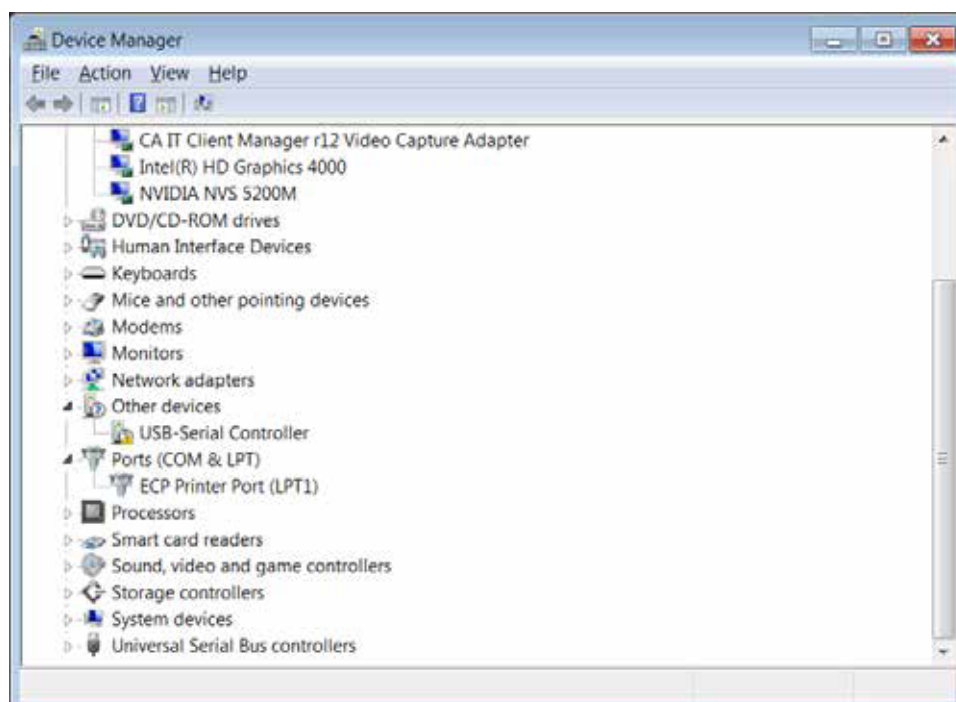 Device Manager
File Action View Help
CA IT Client Manager r12 Video Capture Adapter
Intel(R) HD Graphics 4000
NVIDIA NVS 5200M
DVD/CD-ROM drives
Human Interface Devices
Keyboards
Mice and other pointing devices
Modems
Monitors
Network adapters
Other devices
USB-Serial Controller
Ports (COM & LPT)
ECP Printer Port (LPT1)
Processors
Smart card readers
Sound, video and game controllers
Storage controllers
System devices
Universal Serial Bus controllers